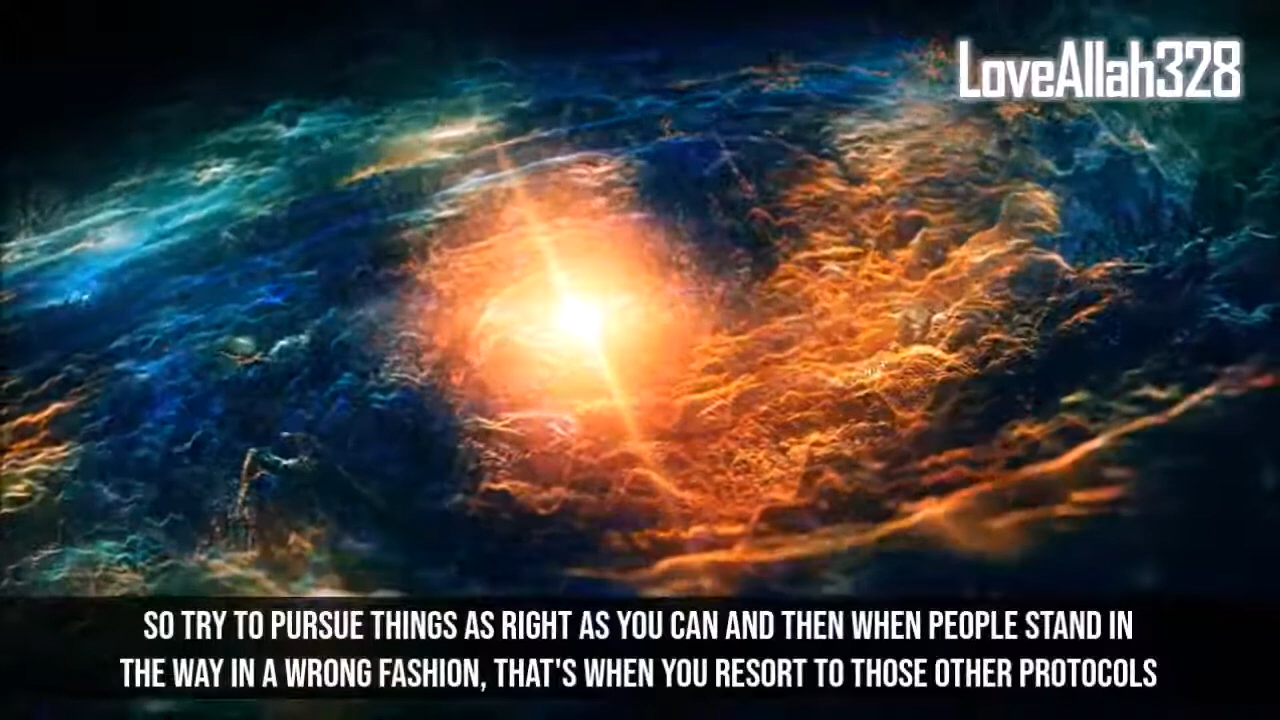 LoveAllah328
SO TRY TO PURSUE THINGS AS RIGHT AS YOU CAN AND THEN WHEN PEOPLE STAND IN
THE WAY IN A WRONG FASHION, THAT'S WHEN YOU RESORT TO THOSE OTHER PROTOCOLS